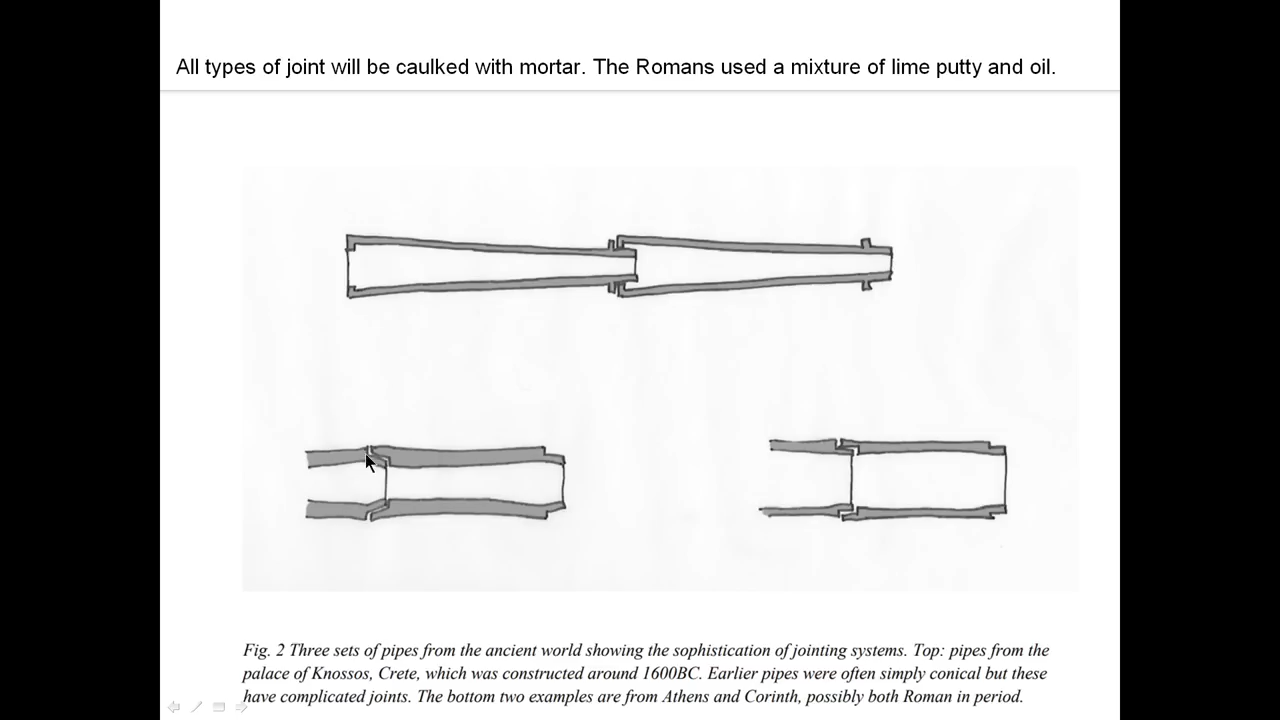 All types of joint will be caulked with mortar. The Romans used a mixture of lime putty and oil.
Fig. 2 Three sets of pipes from the ancient world showing the sophistication of jointing systems. Top: pipes from the
palace of Knossos, Crete, which was constructed around 1600BC. Earlier pipes were often simply conical but these
have complicated joints. The bottom two examples are from Athens and Corinth, possibly both Roman in period.